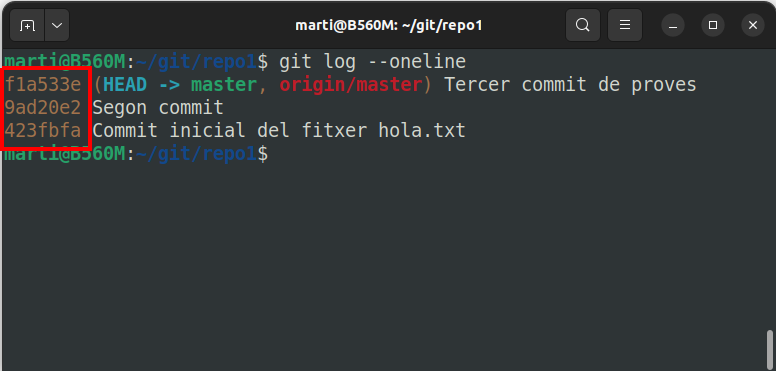 marti@B560M: ~/git/repo1
marti@B560M:~/git/repo1$ git log --oneline
f1a533e (HEAD -> master, origin/master) Tercer commit de proves
9ad20e2 Segon commit
423fbfa Commit inicial del fitxer hola.txt
marti@B560M:~/git/repo1$